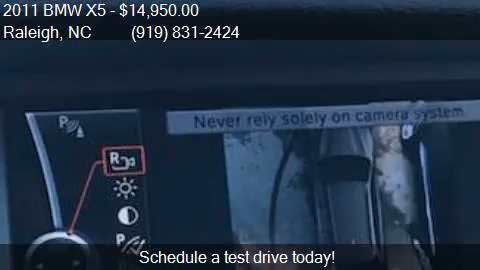 2011 BMW X5 - $14,950.00
Raleigh, NC (919) 831-2424
P
Never rely solely on camera system.
R
P
Schedule a test drive today!